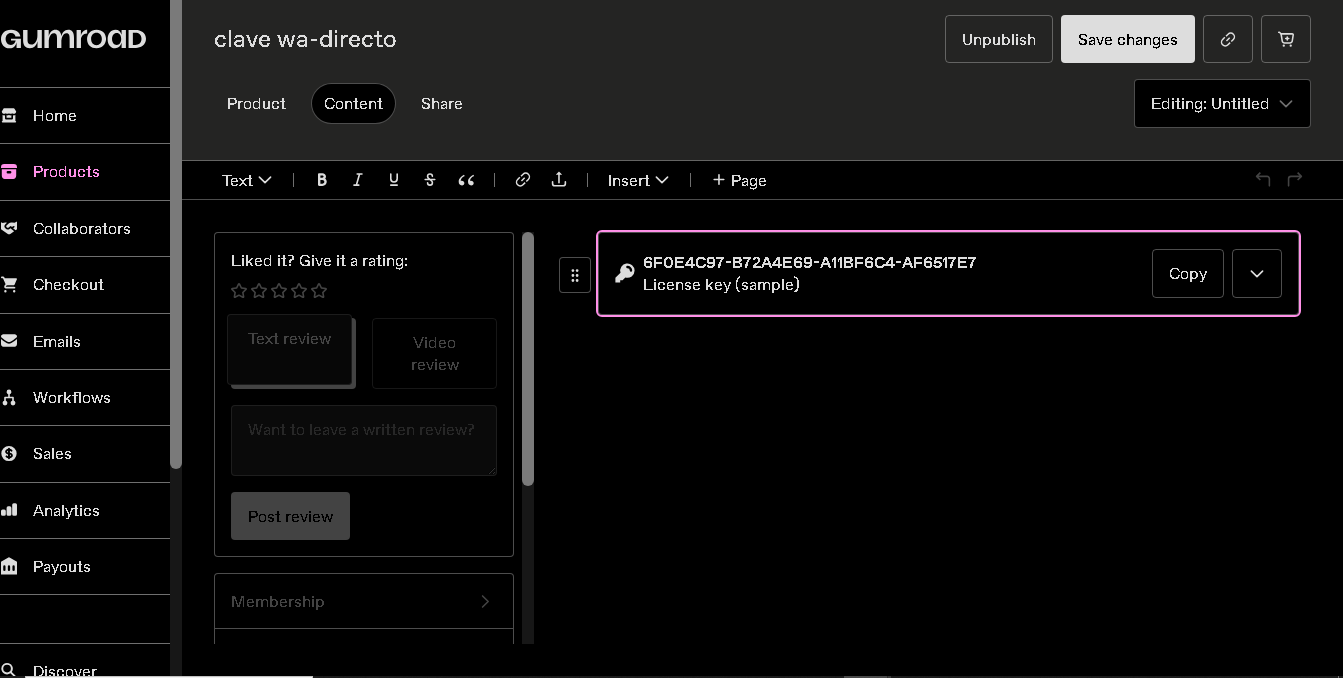 GUMROAD
Home
Products
Collaborators
Checkout
Emails
Workflows
Sales
Analytics
Payouts
Discover
clave wa-directo
Unpublish
Save changes
Product
Content
Share
Editing: Untitled
Text
B I U S
Insert
+ Page
Liked it? Give it a rating:
Text review
Video
review
Want to leave a written review?
Post review
Membership
6F0E4C97-B72A4E69-A11BF6C4-AF6517E7
License key (sample)
Copy